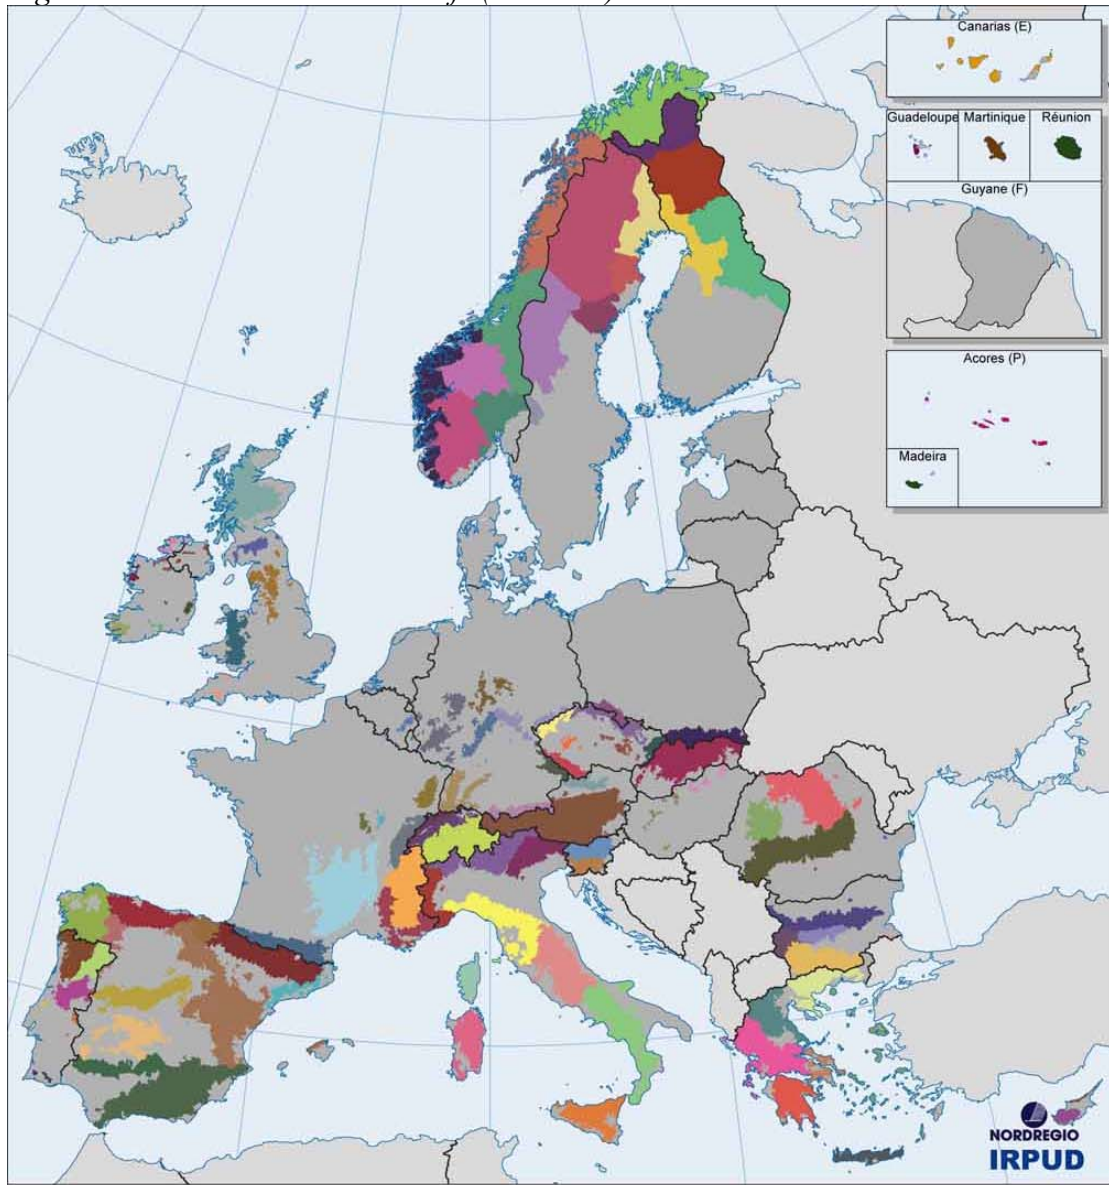 Canarias (E)
Guadeloupe
Martinique
Réunion
Guyane (F)
Acores (P)
Madeira
NORDREGIO
IRPUD